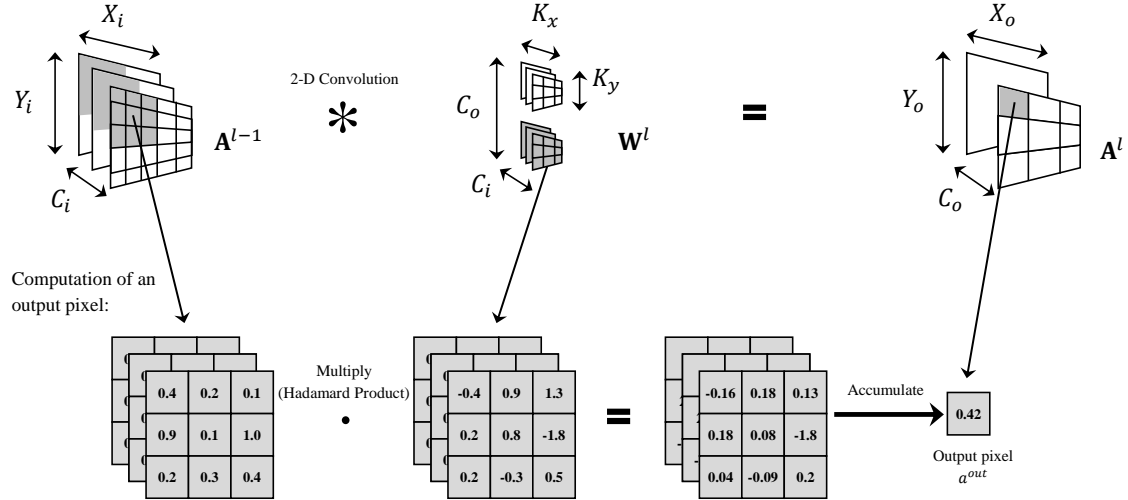 X_i
K_x
X_o
2-D Convolution
Y_i
C_o
K_y
Y_o
*
=
A^{l-1}
W^l
A^l
C_i
C_i
C_o
Computation of an
output pixel:
Multiply
(Hadamard Product)
·
=
Accumulate
0.4 0.2 0.1
0.9 0.1 1.0
0.2 0.3 0.4
-0.4 0.9 1.3
0.2 0.8 -1.8
0.2 -0.3 0.5
-0.16 0.18 0.13
0.18 0.08 -1.8
0.04 -0.09 0.2
0.42
Output pixel
a^{out}